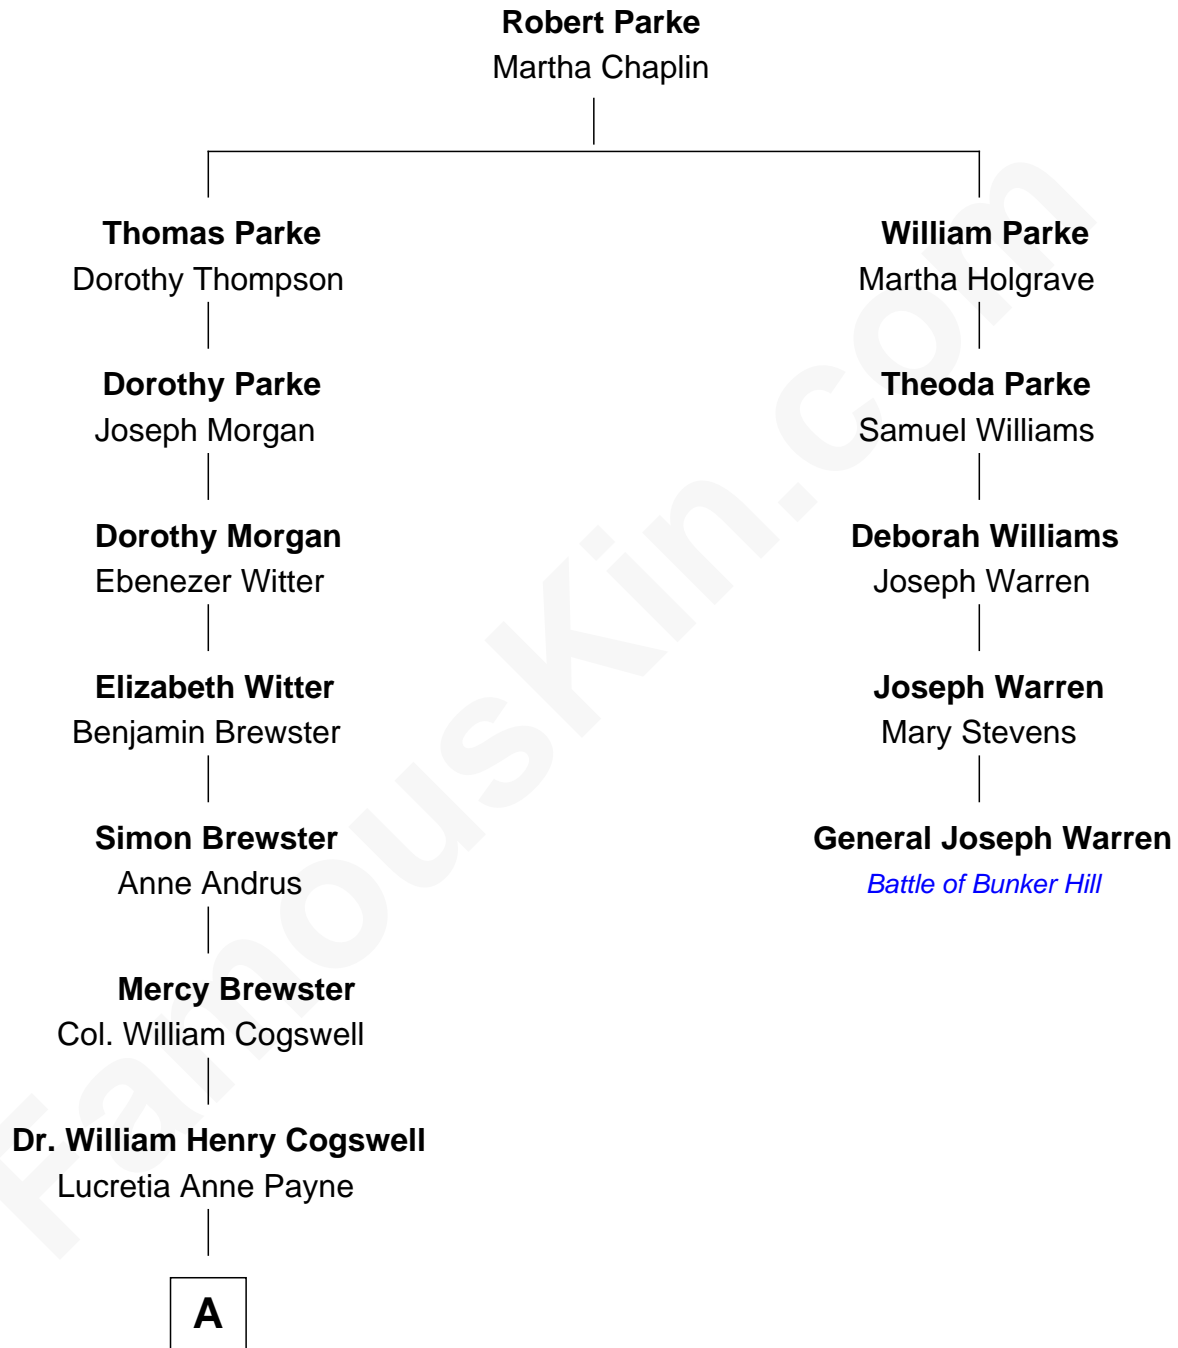 Robert Parke
Martha Chaplin
Thomas Parke
Dorothy Thompson
William Parke
Martha Holgrave
Dorothy Parke
Joseph Morgan
Theoda Parke
Samuel Williams
Dorothy Morgan
Ebenezer Witter
Deborah Williams
Joseph Warren
Elizabeth Witter
Benjamin Brewster
Joseph Warren
Mary Stevens
Simon Brewster
Anne Andrus
General Joseph Warren
Battle of Bunker Hill
Mercy Brewster
Col. William Cogswell
Dr. William Henry Cogswell
Lucretia Anne Payne
A
FamousKin.com